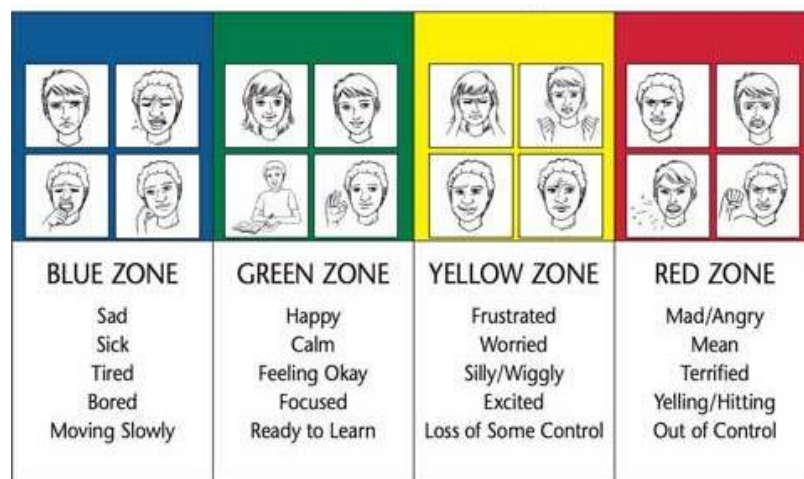 BLUE ZONE
Sad
Sick
Tired
Bored
Moving Slowly
GREEN ZONE
Happy
Calm
Feeling Okay
Focused
Ready to Learn
YELLOW ZONE
Frustrated
Worried
Silly/Wiggly
Excited
Loss of Some Control
RED ZONE
Mad/Angry
Mean
Terrified
Yelling/Hitting
Out of Control